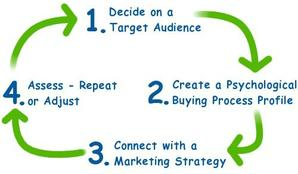 1. Decide on a
Target Audience
2. Create a Psychological
Buying Process Profile
3. Connect with a
Marketing Strategy
4. Assess - Repeat
or Adjust